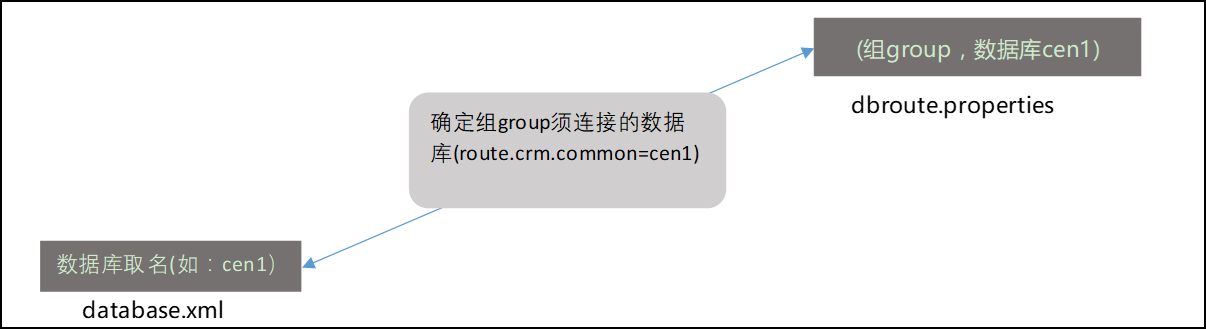 (组group，数据库cen1)
dbroute.properties
确定组group须连接的数据
库(route.crm.common=cen1)
数据库取名(如：cen1)
database.xml